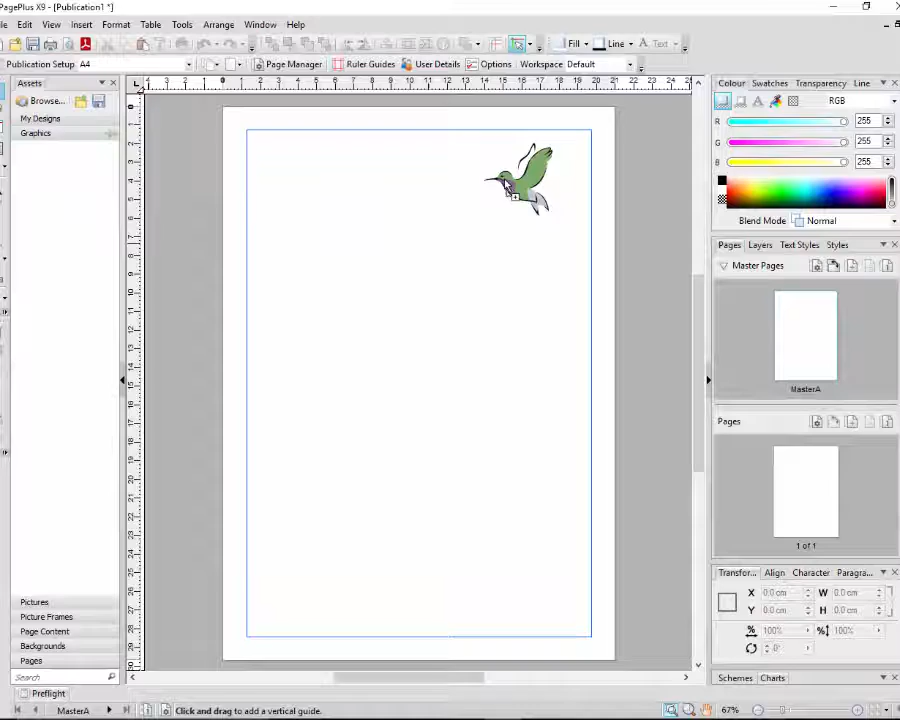 PagePlus X9 - [Publication1 *]
Edit View Insert Format Table Tools Arrange Window Help
Fill Line Text
Publication Setup A4 Page Manager Ruler Guides User Details Options Workspace Default
Assets
Browse...
My Designs
Graphics
Pictures
Picture Frames
Page Content
Backgrounds
Pages
Search
Preflight
Colour Swatches Transparency Line
RGB
R 255
G 255
B 255
Blend Mode Normal
Pages Layers Text Styles Styles
Master Pages
MasterA
Pages
1 of 1
Transfor... Align Character Paragra...
X 0.0 cm W 0.0 cm
Y 0.0 cm H 0.0 cm
% 100% % 100%
0°
Schemes Charts
MasterA Click and drag to add a vertical guide. 67%